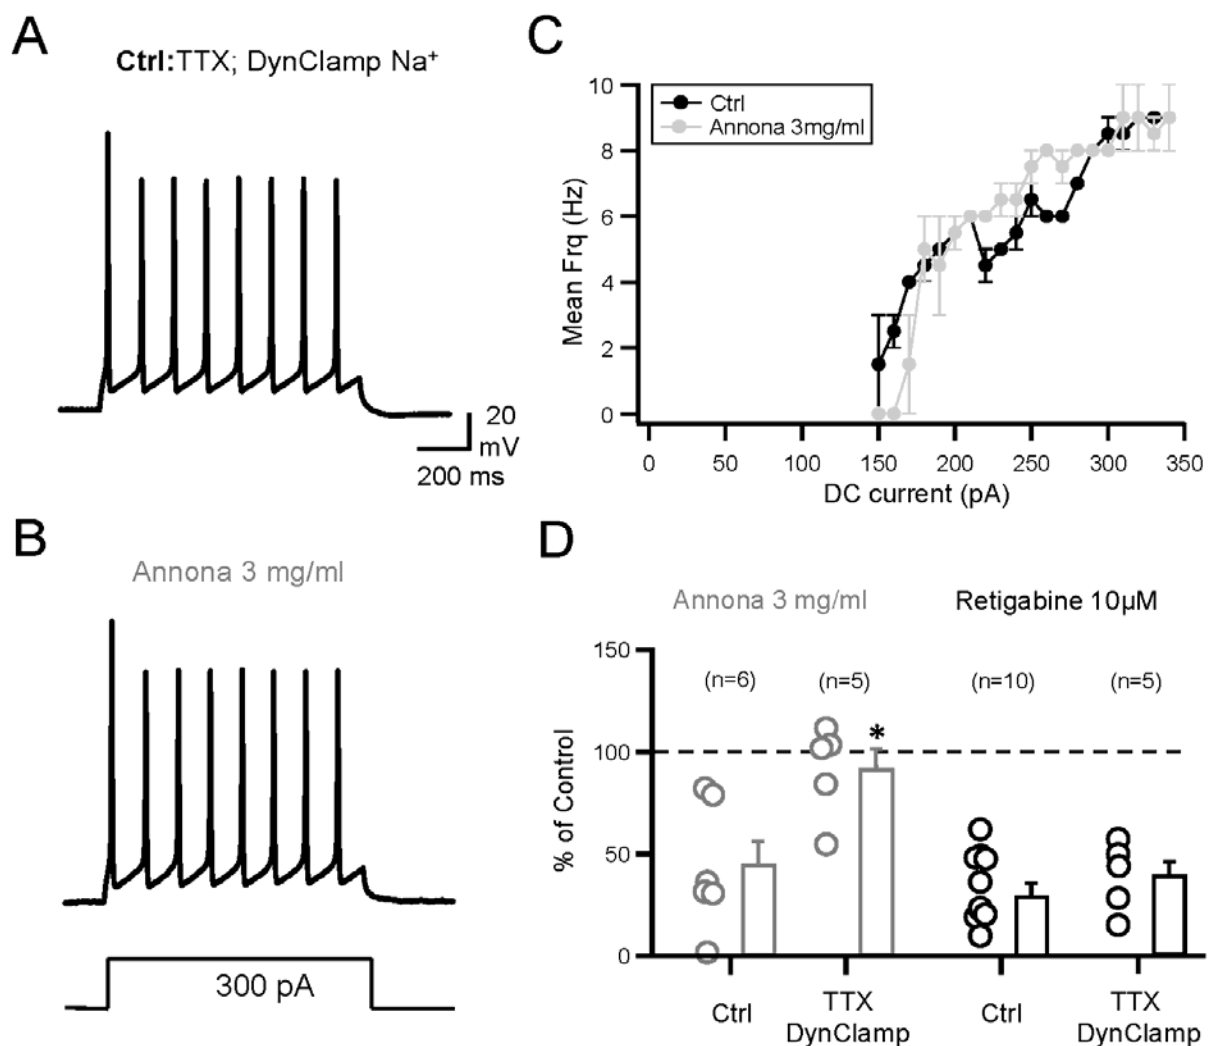 A
Ctrl:TTX; DynClamp Na⁺
20
mV
200 ms
B
Annona 3 mg/ml
300 pA
C
Ctrl
Annona 3mg/ml
Mean Frq (Hz)
10
8
6
4
2
0
0 50 100 150 200 250 300 350
DC current (pA)
D
Annona 3 mg/ml Retigabine 10µM
% of Control
150
100
50
0
(n=6) (n=5) (n=10) (n=5)
*
Ctrl TTX DynClamp Ctrl TTX DynClamp